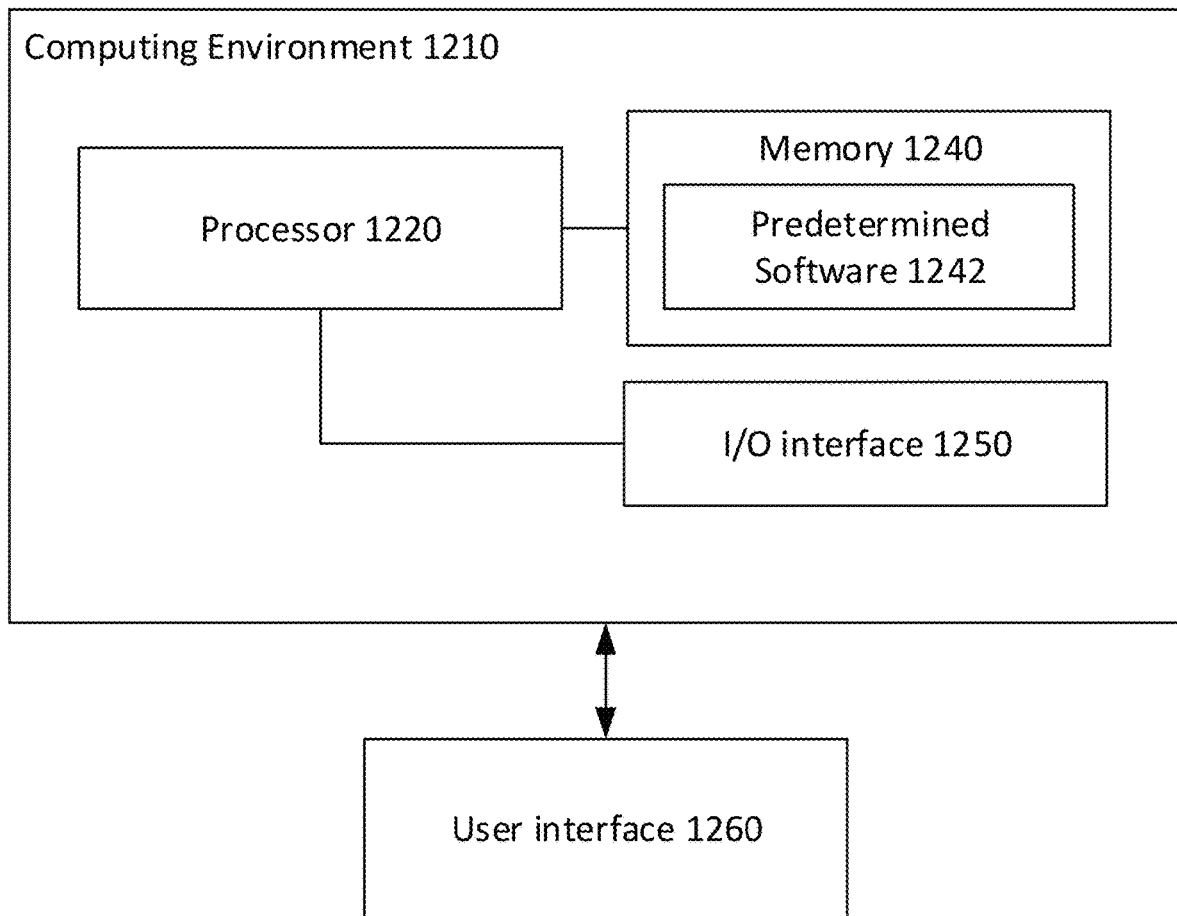 Computing Environment 1210
Memory 1240
Processor 1220
Predetermined
Software 1242
I/O interface 1250
User interface 1260